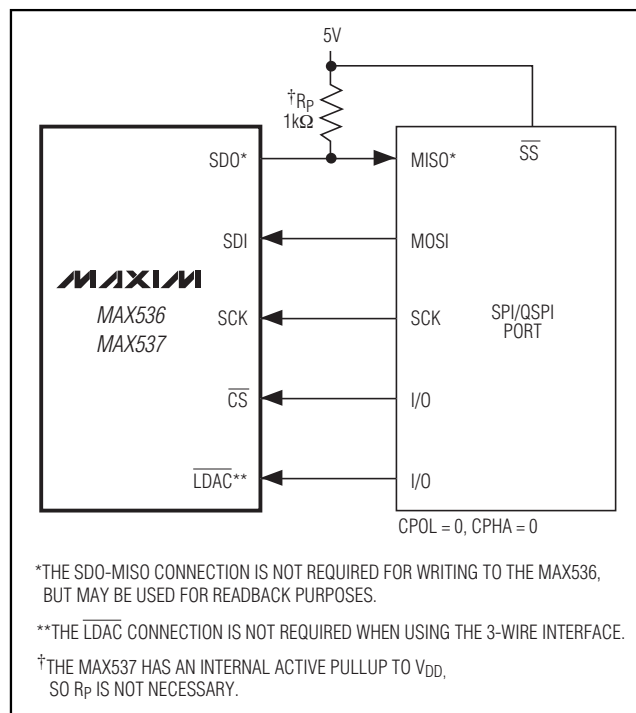 5V
†RP
1kΩ
SDO*
MISO*
SS
SDI
MOSI
MAXIM
MAX536
MAX537
SCK
SCK
SPI/QSPI
PORT
CS
I/O
LDAC**
I/O
CPOL = 0, CPHA = 0
*THE SDO-MISO CONNECTION IS NOT REQUIRED FOR WRITING TO THE MAX536,
BUT MAY BE USED FOR READBACK PURPOSES.
**THE LDAC CONNECTION IS NOT REQUIRED WHEN USING THE 3-WIRE INTERFACE.
†THE MAX537 HAS AN INTERNAL ACTIVE PULLUP TO VDD,
SO RP IS NOT NECESSARY.